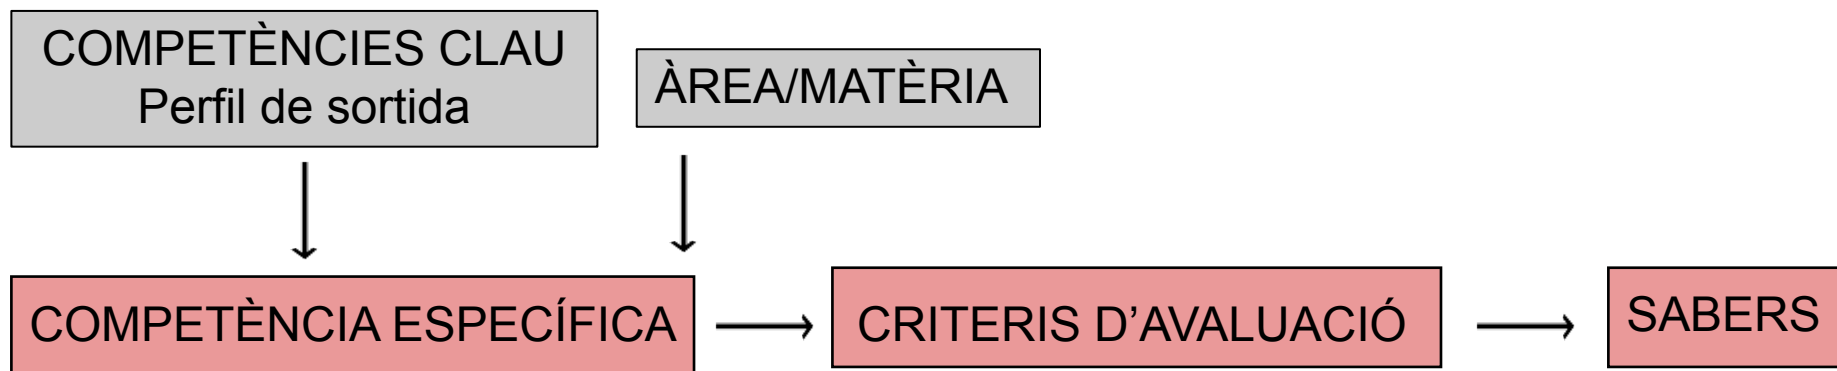 COMPETÈNCIES CLAU
Perfil de sortida
ÀREA/MATÈRIA
COMPETÈNCIA ESPECÍFICA
CRITERIS D’AVALUACIÓ
SABERS